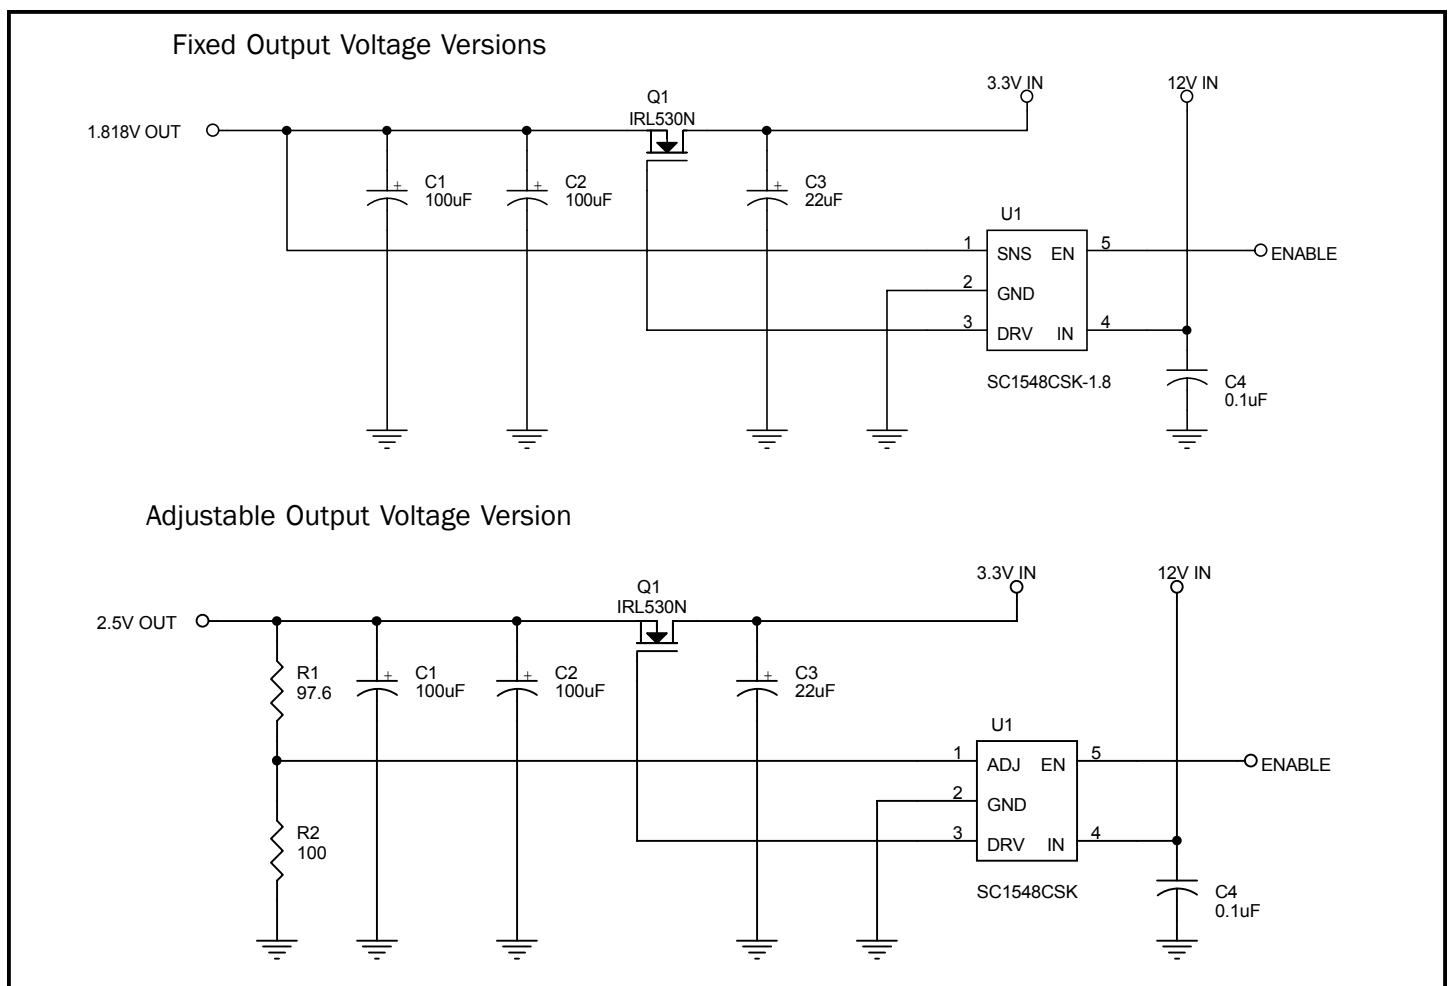 Fixed Output Voltage Versions
3.3V IN
12V IN
Q1
IRL530N
1.818V OUT
+
C1
100uF
+
C2
100uF
+
C3
22uF
U1
1
SNS
EN
5
ENABLE
2
GND
3
DRV
IN
4
SC1548CSK-1.8
C4
0.1uF
Adjustable Output Voltage Version
3.3V IN
12V IN
Q1
IRL530N
2.5V OUT
R1
97.6
+
C1
100uF
+
C2
100uF
+
C3
22uF
U1
1
ADJ
EN
5
ENABLE
2
GND
R2
100
3
DRV
IN
4
SC1548CSK
C4
0.1uF